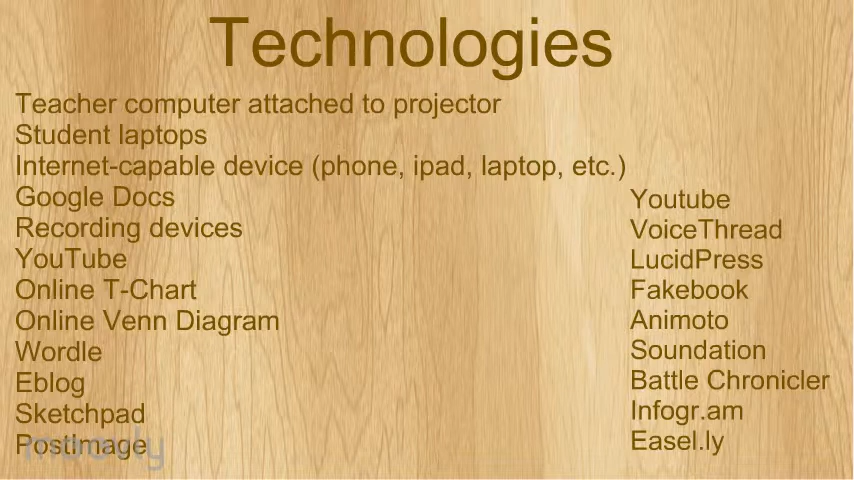 Technologies
Teacher computer attached to projector
Student laptops
Internet-capable device (phone, ipad, laptop, etc.)
Google Docs
Recording devices
YouTube
Online T-Chart
Online Venn Diagram
Wordle
Eblog
Sketchpad
PostImage
moovly
Youtube
VoiceThread
LucidPress
Fakebook
Animoto
Soundation
Battle Chronicler
Infogr.am
Easel.ly